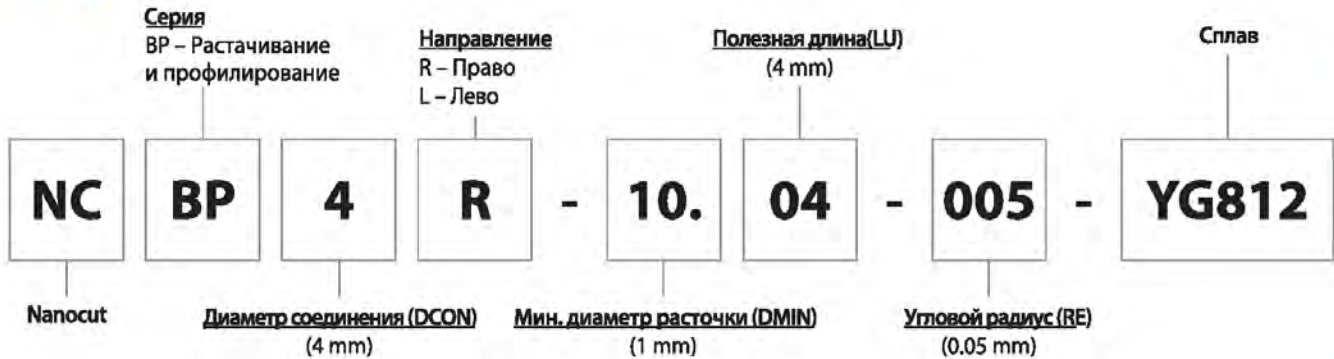 Серия
BP – Растачивание
и профилирование
Направление
R – Право
L – Лево
Полезная длина(LU)
(4 mm)
Сплав
NC BP 4 R - 10. 04 - 005 - YG812
Nanocut
Диаметр соединения (DCON)
(4 mm)
Мин. диаметр расточки (DMIN)
(1 mm)
Угловой радиус (RE)
(0.05 mm)